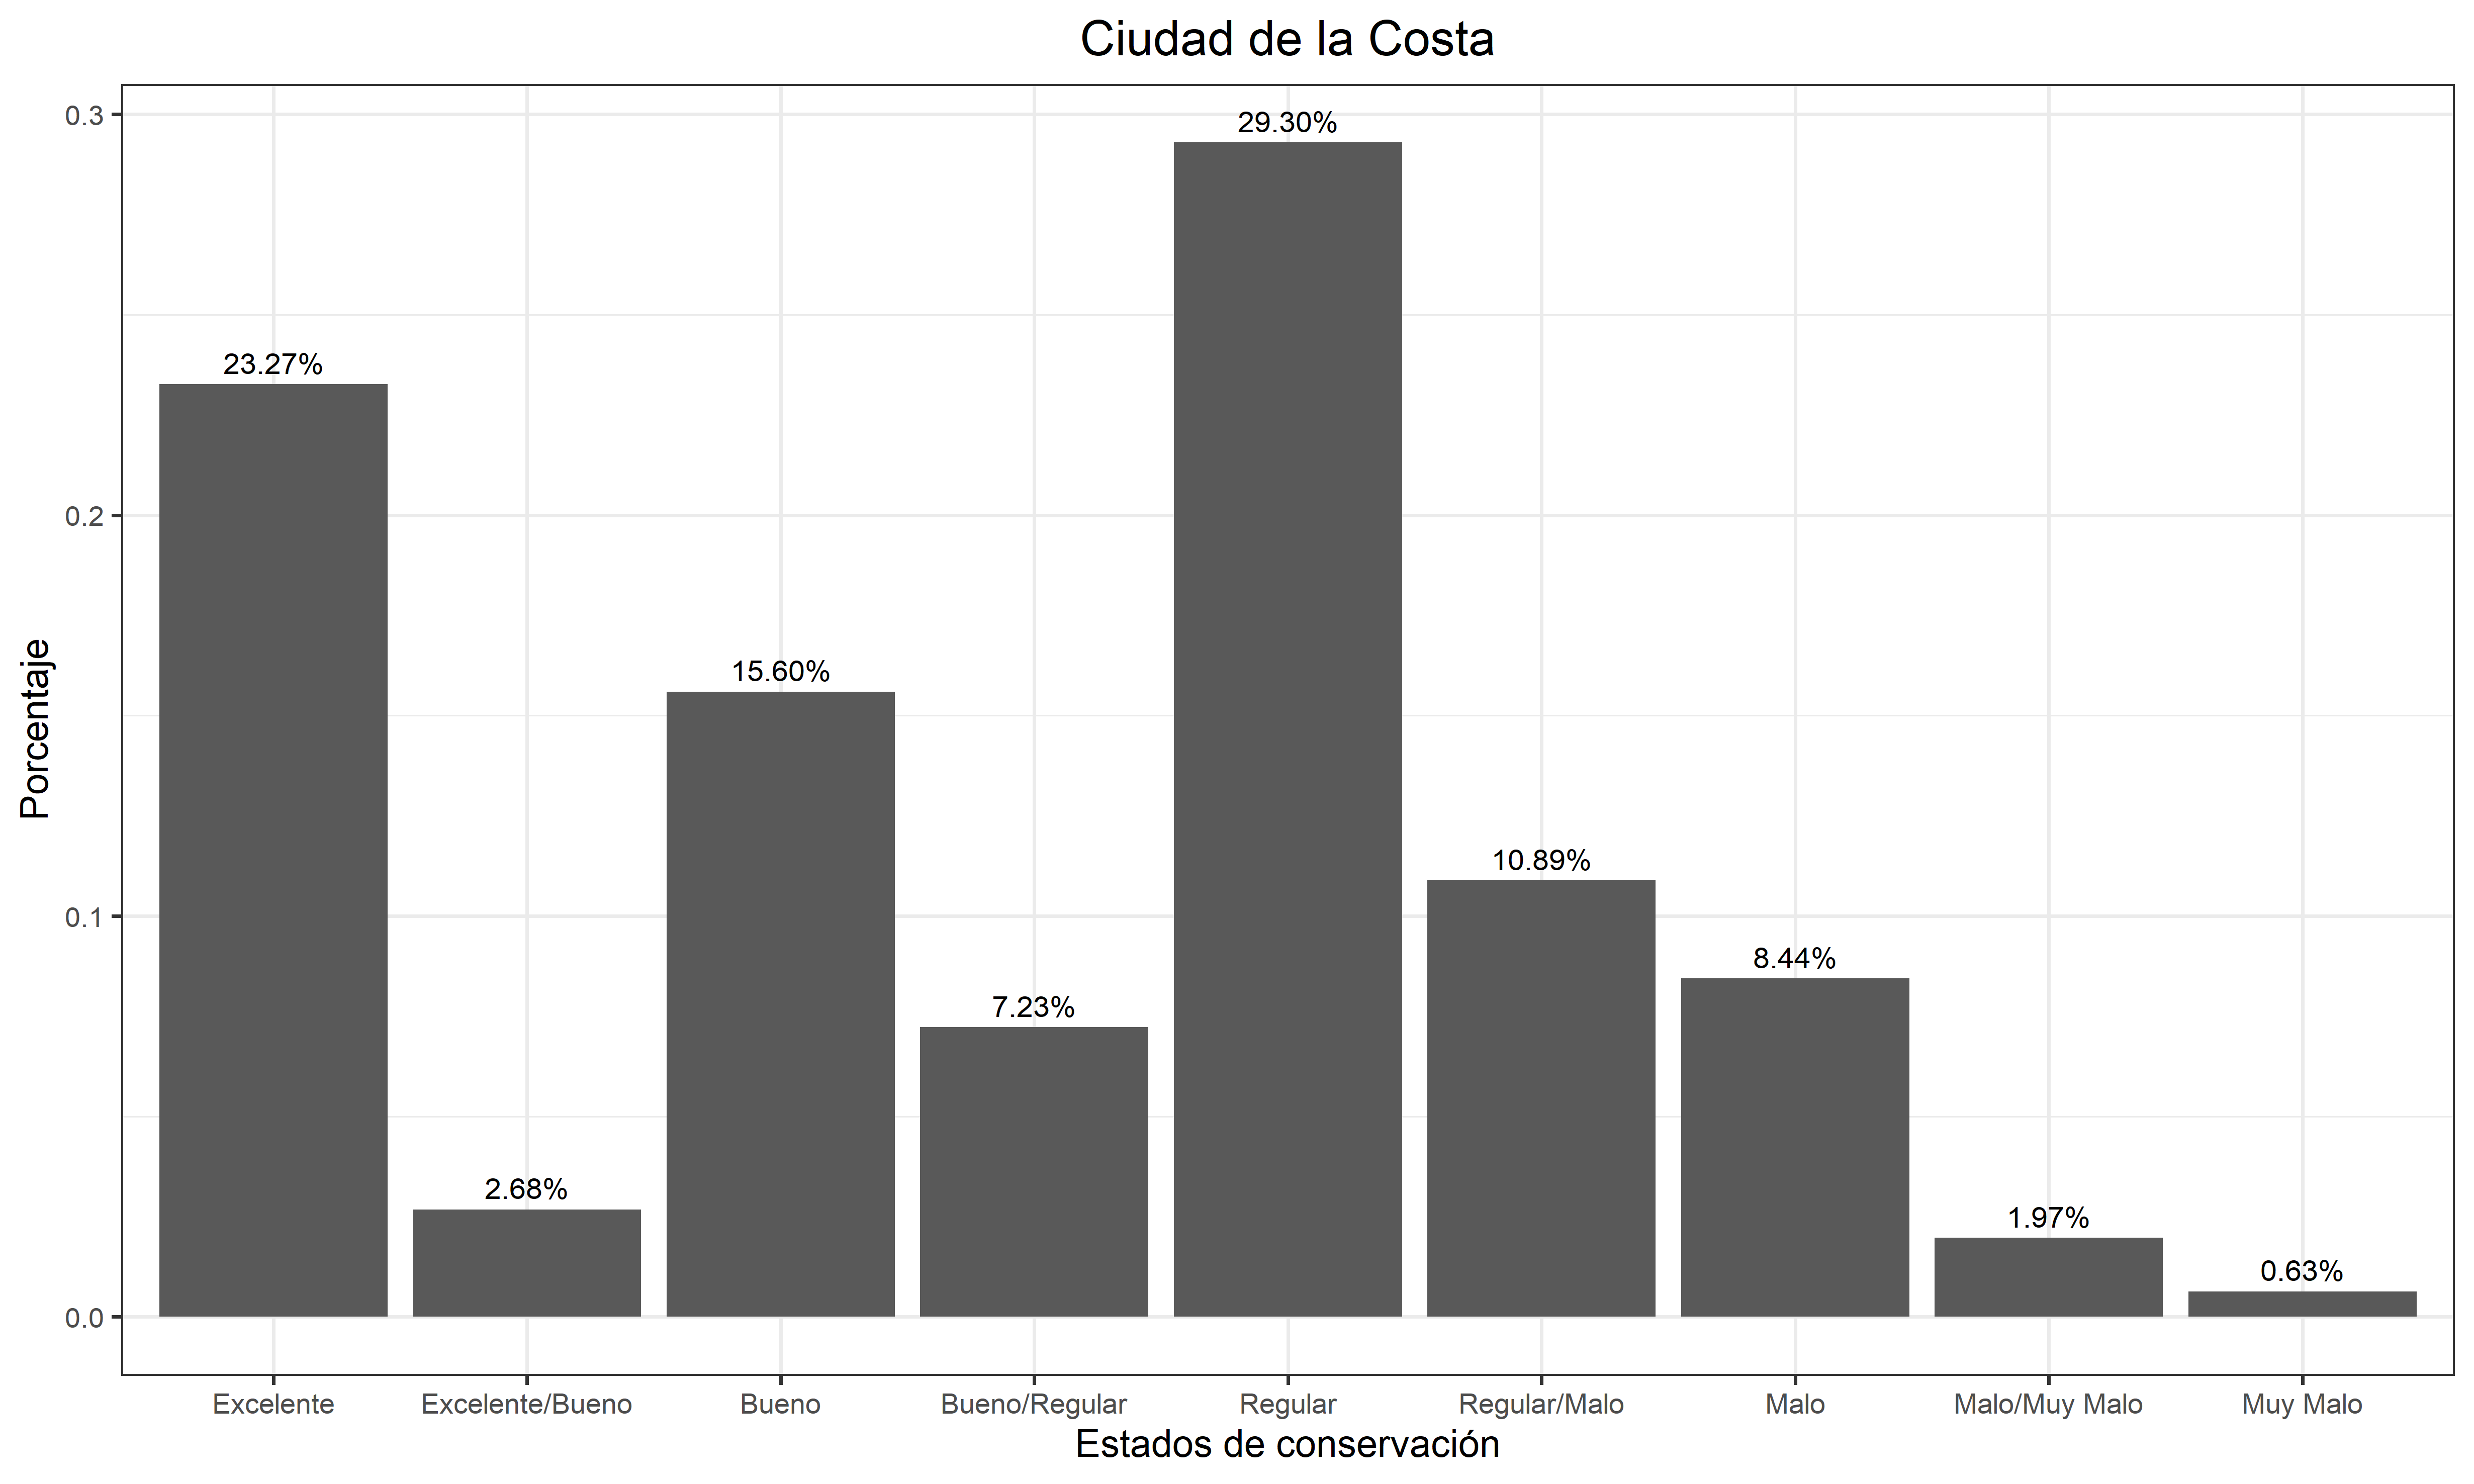 Ciudad de la Costa
Porcentaje
0.3
0.2
0.1
0.0
23.27%
2.68%
15.60%
7.23%
29.30%
10.89%
8.44%
1.97%
0.63%
Excelente
Excelente/Bueno
Bueno
Bueno/Regular
Regular
Regular/Malo
Malo
Malo/Muy Malo
Muy Malo
Estados de conservación